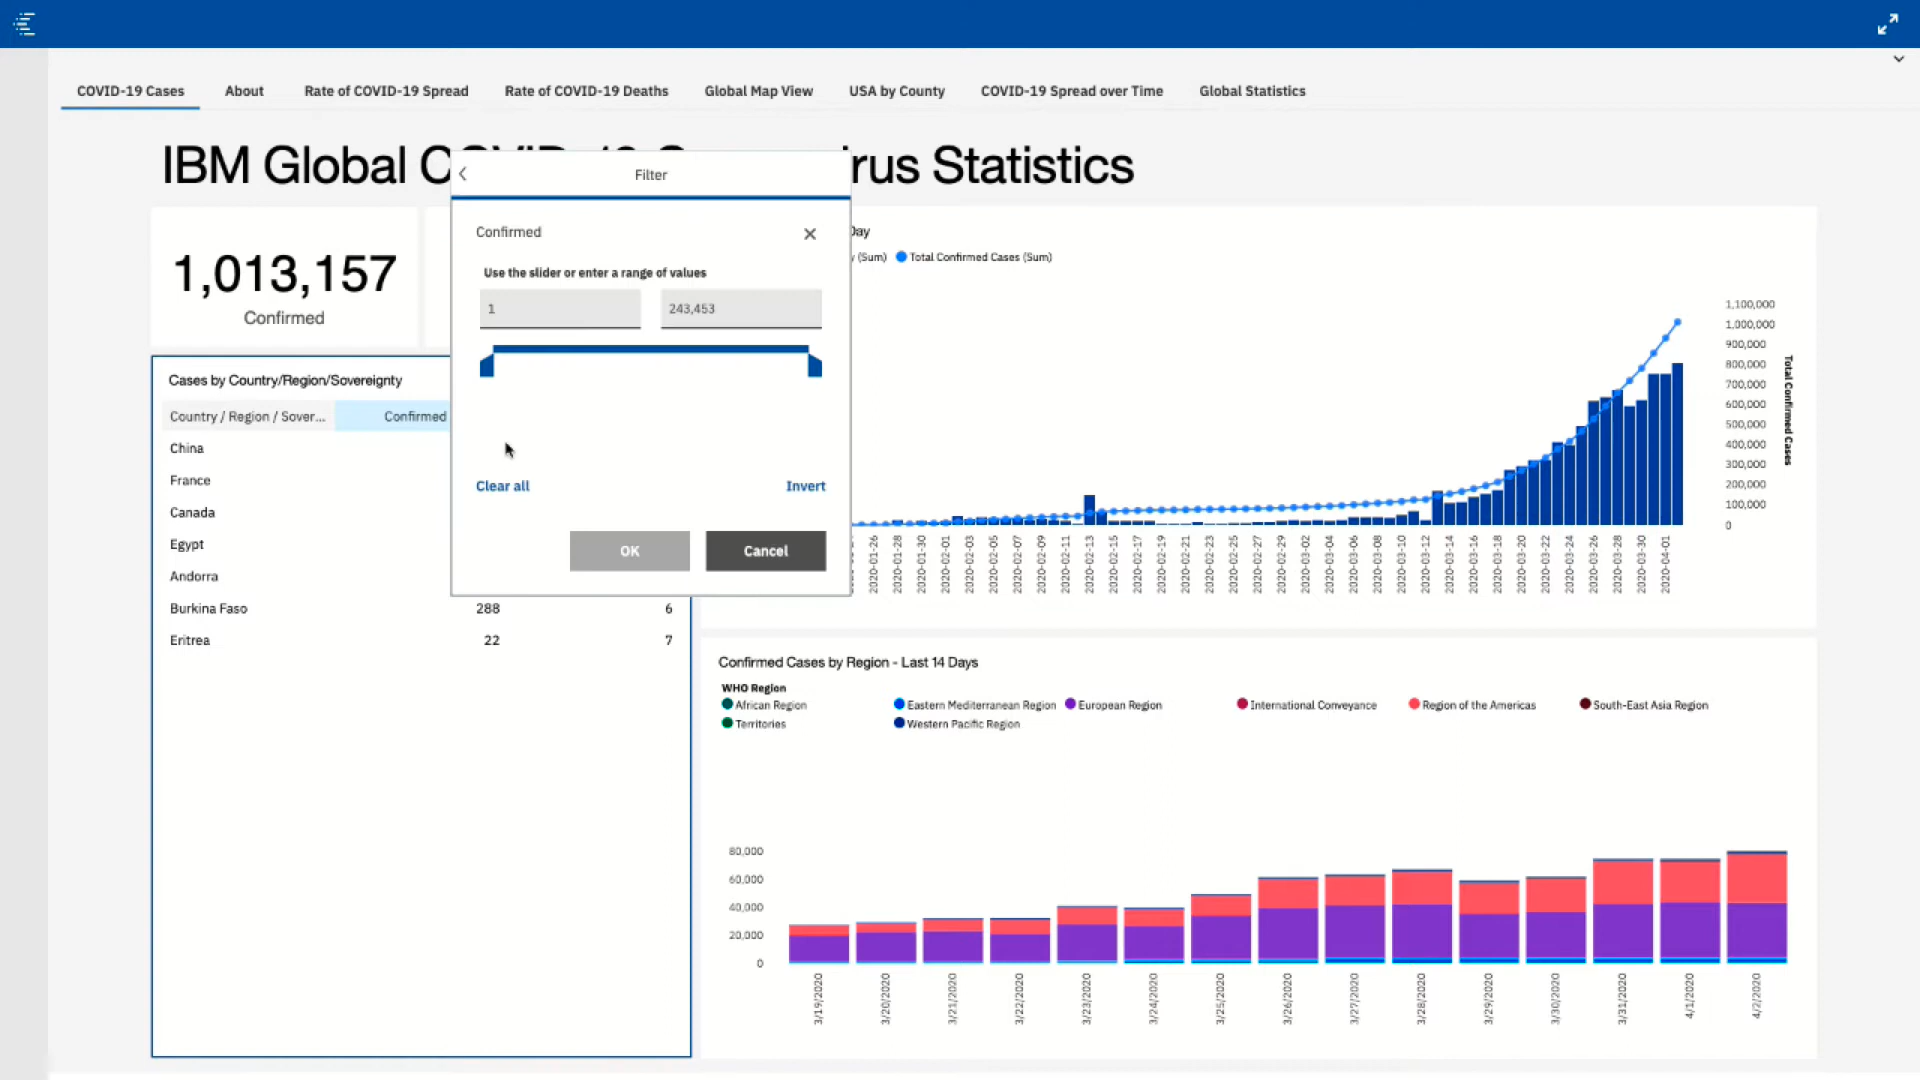 COVID-19 Cases About Rate of COVID-19 Spread Rate of COVID-19 Deaths Global Map View USA by County COVID-19 Spread over Time Global Statistics
IBM Global rus Statistics
Filter
Confirmed
Use the slider or enter a range of values
1 243,453
Clear all Invert
OK Cancel
1,013,157
Confirmed
Cases by Country/Region/Sovereignty
Country / Region / Sover... Confirmed
China
France
Canada
Egypt
Andorra
Burkina Faso 288 6
Eritrea 22 7
Day
(Sum) Total Confirmed Cases (Sum)
1,100,000
1,000,000
900,000
800,000
700,000
600,000
500,000
400,000
300,000
200,000
100,000
0
Total Confirmed Cases
2020-01-26
2020-01-28
2020-01-30
2020-02-01
2020-02-03
2020-02-05
2020-02-07
2020-02-09
2020-02-11
2020-02-13
2020-02-15
2020-02-17
2020-02-19
2020-02-21
2020-02-23
2020-02-25
2020-02-27
2020-02-29
2020-03-02
2020-03-04
2020-03-06
2020-03-08
2020-03-10
2020-03-12
2020-03-14
2020-03-16
2020-03-18
2020-03-20
2020-03-22
2020-03-24
2020-03-26
2020-03-28
2020-03-30
2020-04-01
Confirmed Cases by Region - Last 14 Days
WHO Region
African Region Eastern Mediterranean Region European Region International Conveyance Region of the Americas South-East Asia Region
Territories Western Pacific Region
80,000
60,000
40,000
20,000
0
3/19/2020
3/20/2020
3/21/2020
3/22/2020
3/23/2020
3/24/2020
3/25/2020
3/26/2020
3/27/2020
3/28/2020
3/29/2020
3/30/2020
3/31/2020
4/1/2020
4/2/2020